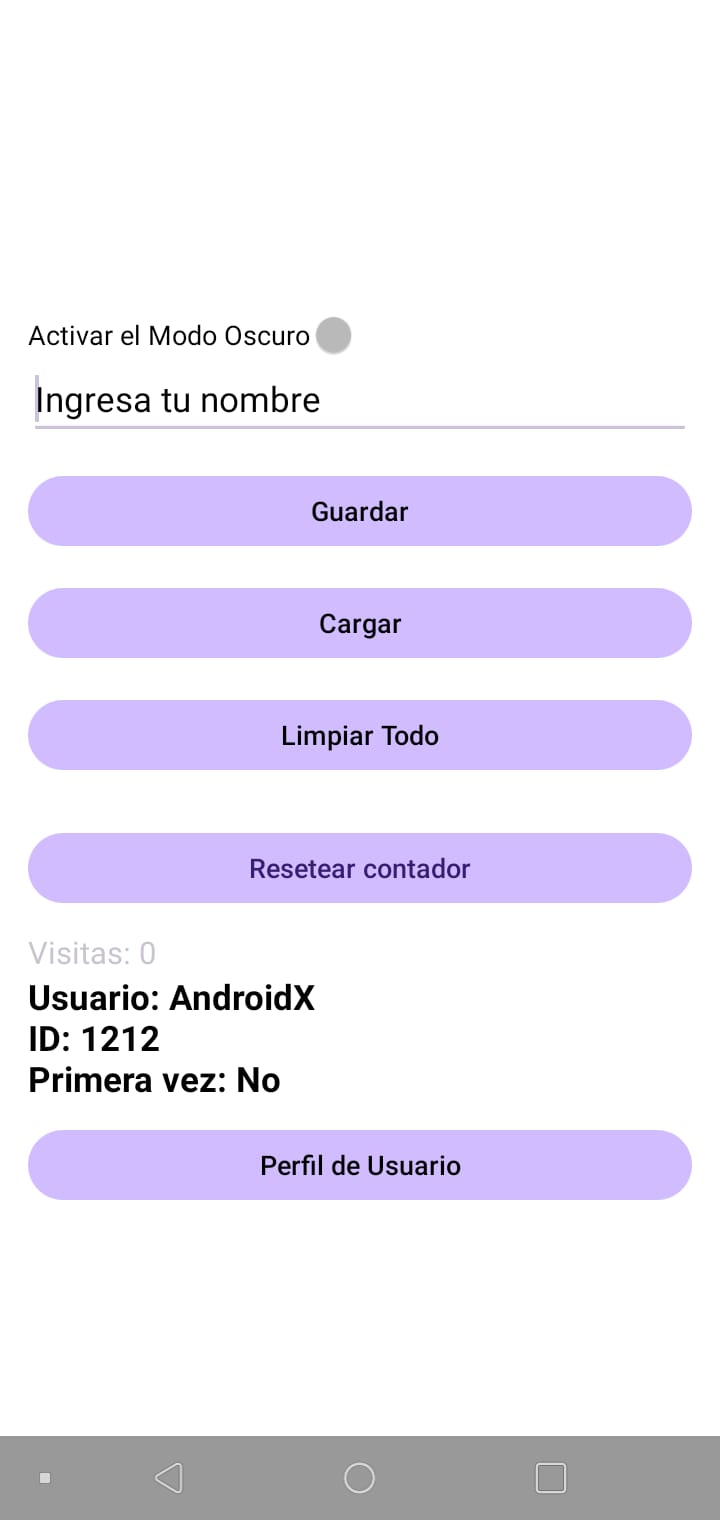 Activar el Modo Oscuro
Ingresa tu nombre
Guardar
Cargar
Limpiar Todo
Resetear contador
Visitas: 0
Usuario: AndroidX
ID: 1212
Primera vez: No
Perfil de Usuario